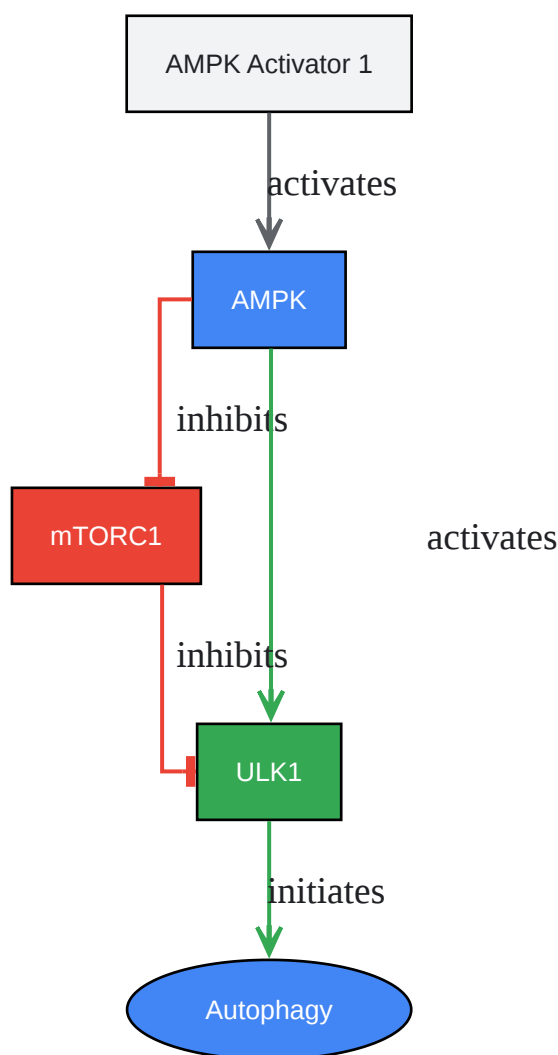 AMPK Activator 1
activates
AMPK
inhibits
mTORC1
activates
inhibits
ULK1
initiates
Autophagy